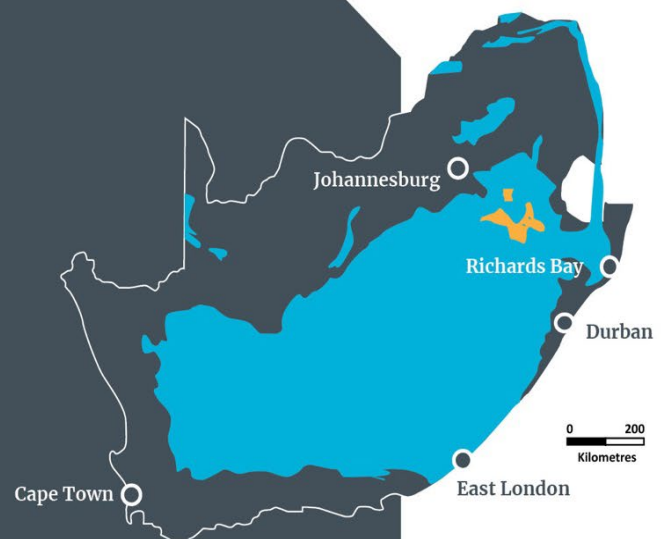 Johannesburg
Richards Bay
Durban
0 200
Kilometres
East London
Cape Town